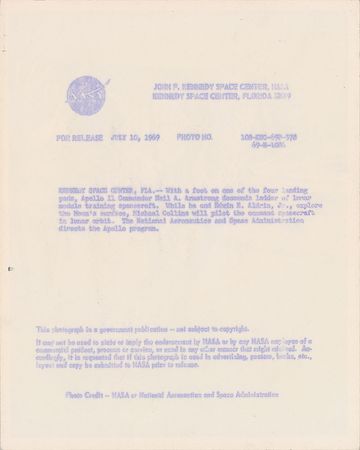 NASA
JOHN F. KENNEDY SPACE CENTER, NASA
KENNEDY SPACE CENTER, FLORIDA 32899
FOR RELEASE JULY 10, 1969 PHOTO NO. 108-KSC-69P-578
69-H-1086
KENNEDY SPACE CENTER, FLA.-- With a foot on one of the four landing
pads, Apollo 11 Commander Neil A. Armstrong descends ladder of lunar
module training spacecraft. While he and Edwin E. Aldrin, Jr., explore
the Moon's surface, Michael Collins will pilot the command spacecraft
in lunar orbit. The National Aeronautics and Space Administration
directs the Apollo program.
This photograph is a government publication -- not subject to copyright.
It may not be used to state or imply the endorsement by NASA or by any NASA employee of a
commercial product, process or service, or used in any other manner that might mislead. Ac-
cordingly, it is requested that if this photograph is used in advertising, posters, books, etc.,
layout and copy be submitted to NASA prior to release.
Photo Credit -- NASA or National Aeronautics and Space Administration